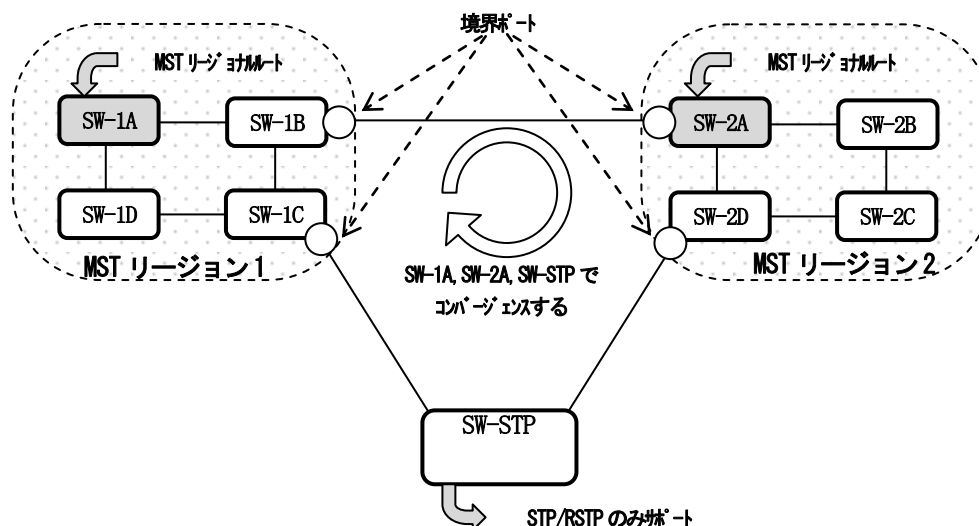 境界ポート
MST リージョナルルート
MST リージョナルルート
SW-1A
SW-1B
SW-2A
SW-2B
SW-1D
SW-1C
SW-2D
SW-2C
MST リージョン 1
MST リージョン 2
SW-1A, SW-2A, SW-STP で
コンバージェンスする
SW-STP
STP/RSTP のみサポート